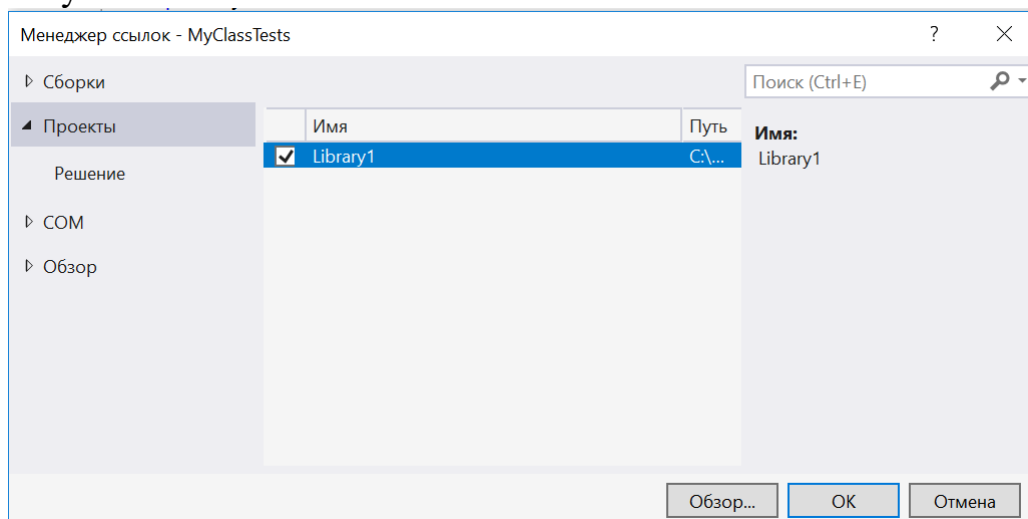 Менеджер ссылок - MyClassTests ?
Сборки
Поиск (Ctrl+E)
Проекты
Имя Путь
Имя:
Library1 C:\...
Library1
Решение
COM
Обзор
Обзор... OK Отмена